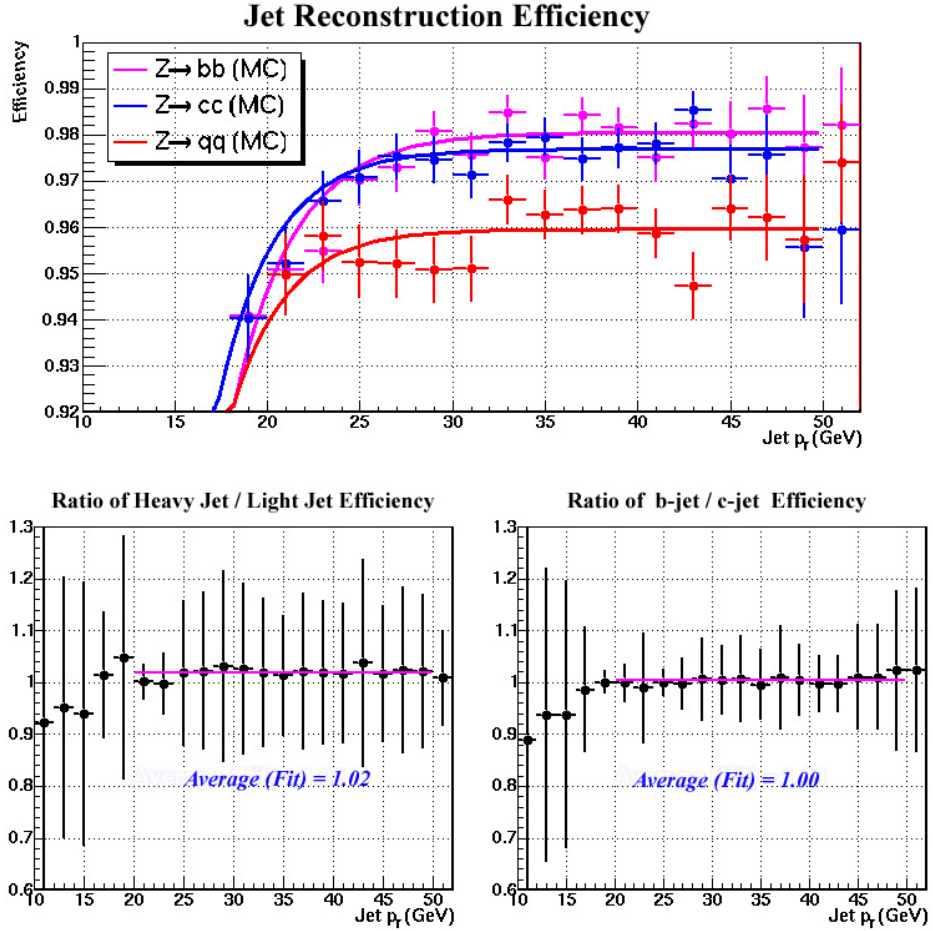 Jet Reconstruction Efficiency
Efficiency
1
0.99
0.98
0.97
0.96
0.95
0.94
0.93
0.92
Z→ bb (MC)
Z→ cc (MC)
Z→ qq (MC)
10 15 20 25 30 35 40 45 50
Jet pT (GeV)
Ratio of Heavy Jet / Light Jet Efficiency
1.3
1.2
1.1
1
0.9
0.8
0.7
0.6
Average (Fit) = 1.02
10 15 20 25 30 35 40 45 50
Jet pT (GeV)
Ratio of b-jet / c-jet Efficiency
1.3
1.2
1.1
1
0.9
0.8
0.7
0.6
Average (Fit) = 1.00
10 15 20 25 30 35 40 45 50
Jet pT (GeV)